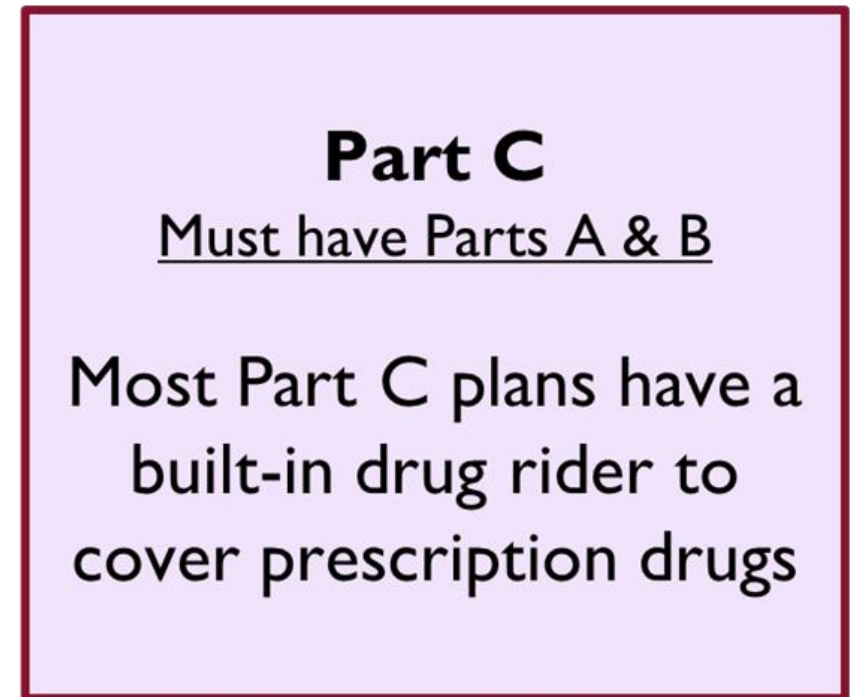 Part C
Must have Parts A & B
Most Part C plans have a
built-in drug rider to
cover prescription drugs